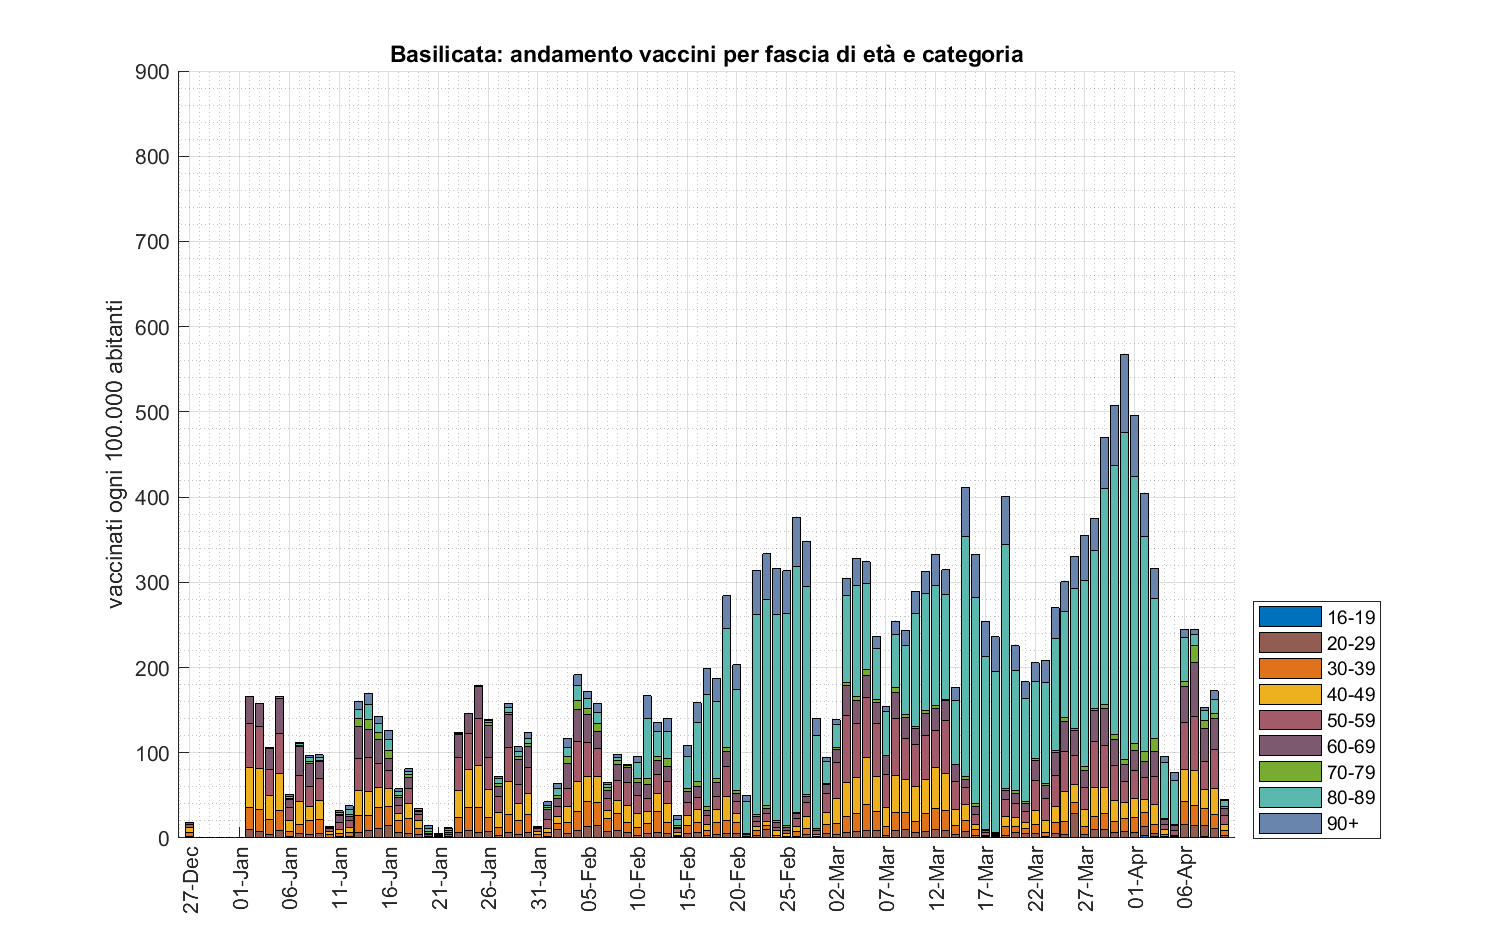 Basilicata: andamento vaccini per fascia di età e categoria
vaccinati ogni 100.000 abitanti
900
800
700
600
500
400
300
200
100
0
27-Dec
01-Jan
06-Jan
11-Jan
16-Jan
21-Jan
26-Jan
31-Jan
05-Feb
10-Feb
15-Feb
20-Feb
25-Feb
02-Mar
07-Mar
12-Mar
17-Mar
22-Mar
27-Mar
01-Apr
06-Apr
16-19
20-29
30-39
40-49
50-59
60-69
70-79
80-89
90+